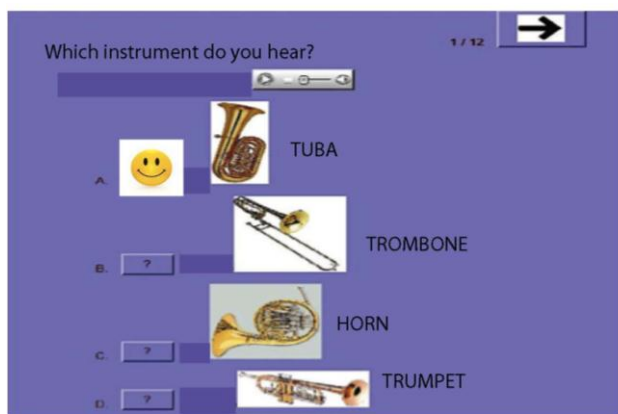 Which instrument do you hear?
1 / 12
A.
TUBA
B.
?
TROMBONE
C.
?
HORN
D.
?
TRUMPET